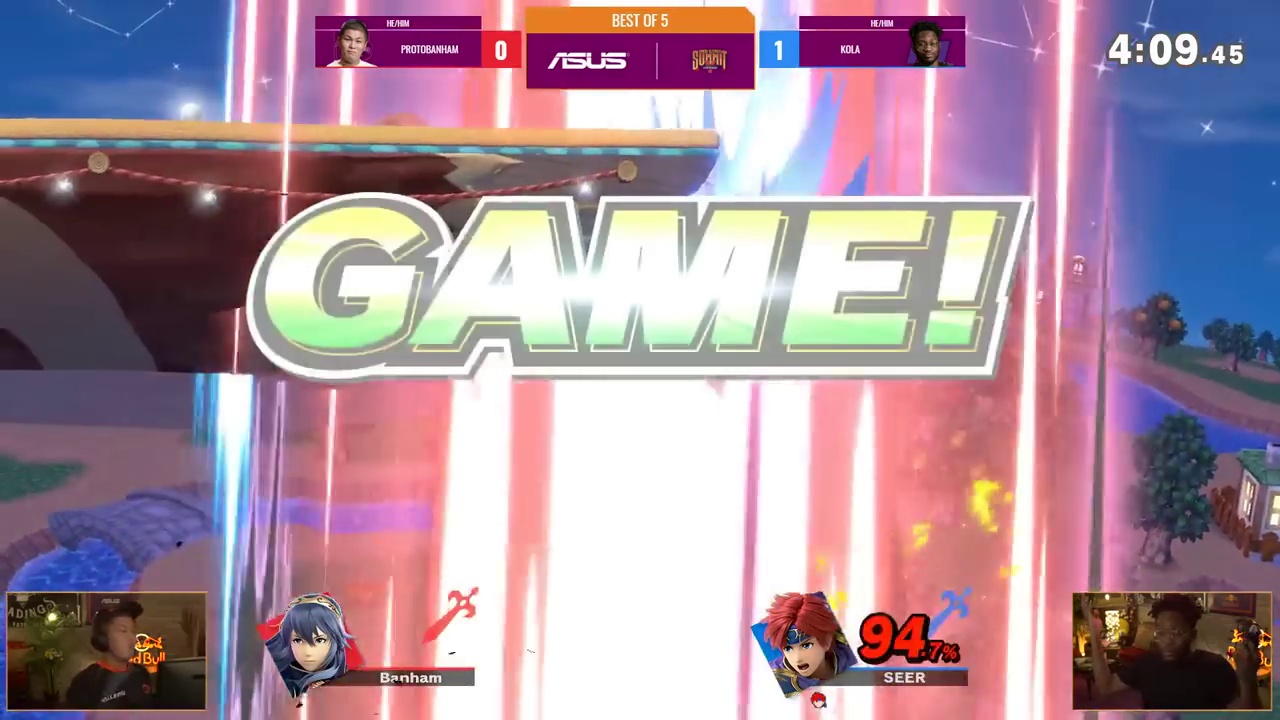 HE/HIM
PROTOBANHAM
0
BEST OF 5
ASUS
SUMMIT
1
HE/HIM
KOLA
4:09.45
GAME!
Banham
94.7%
SEER